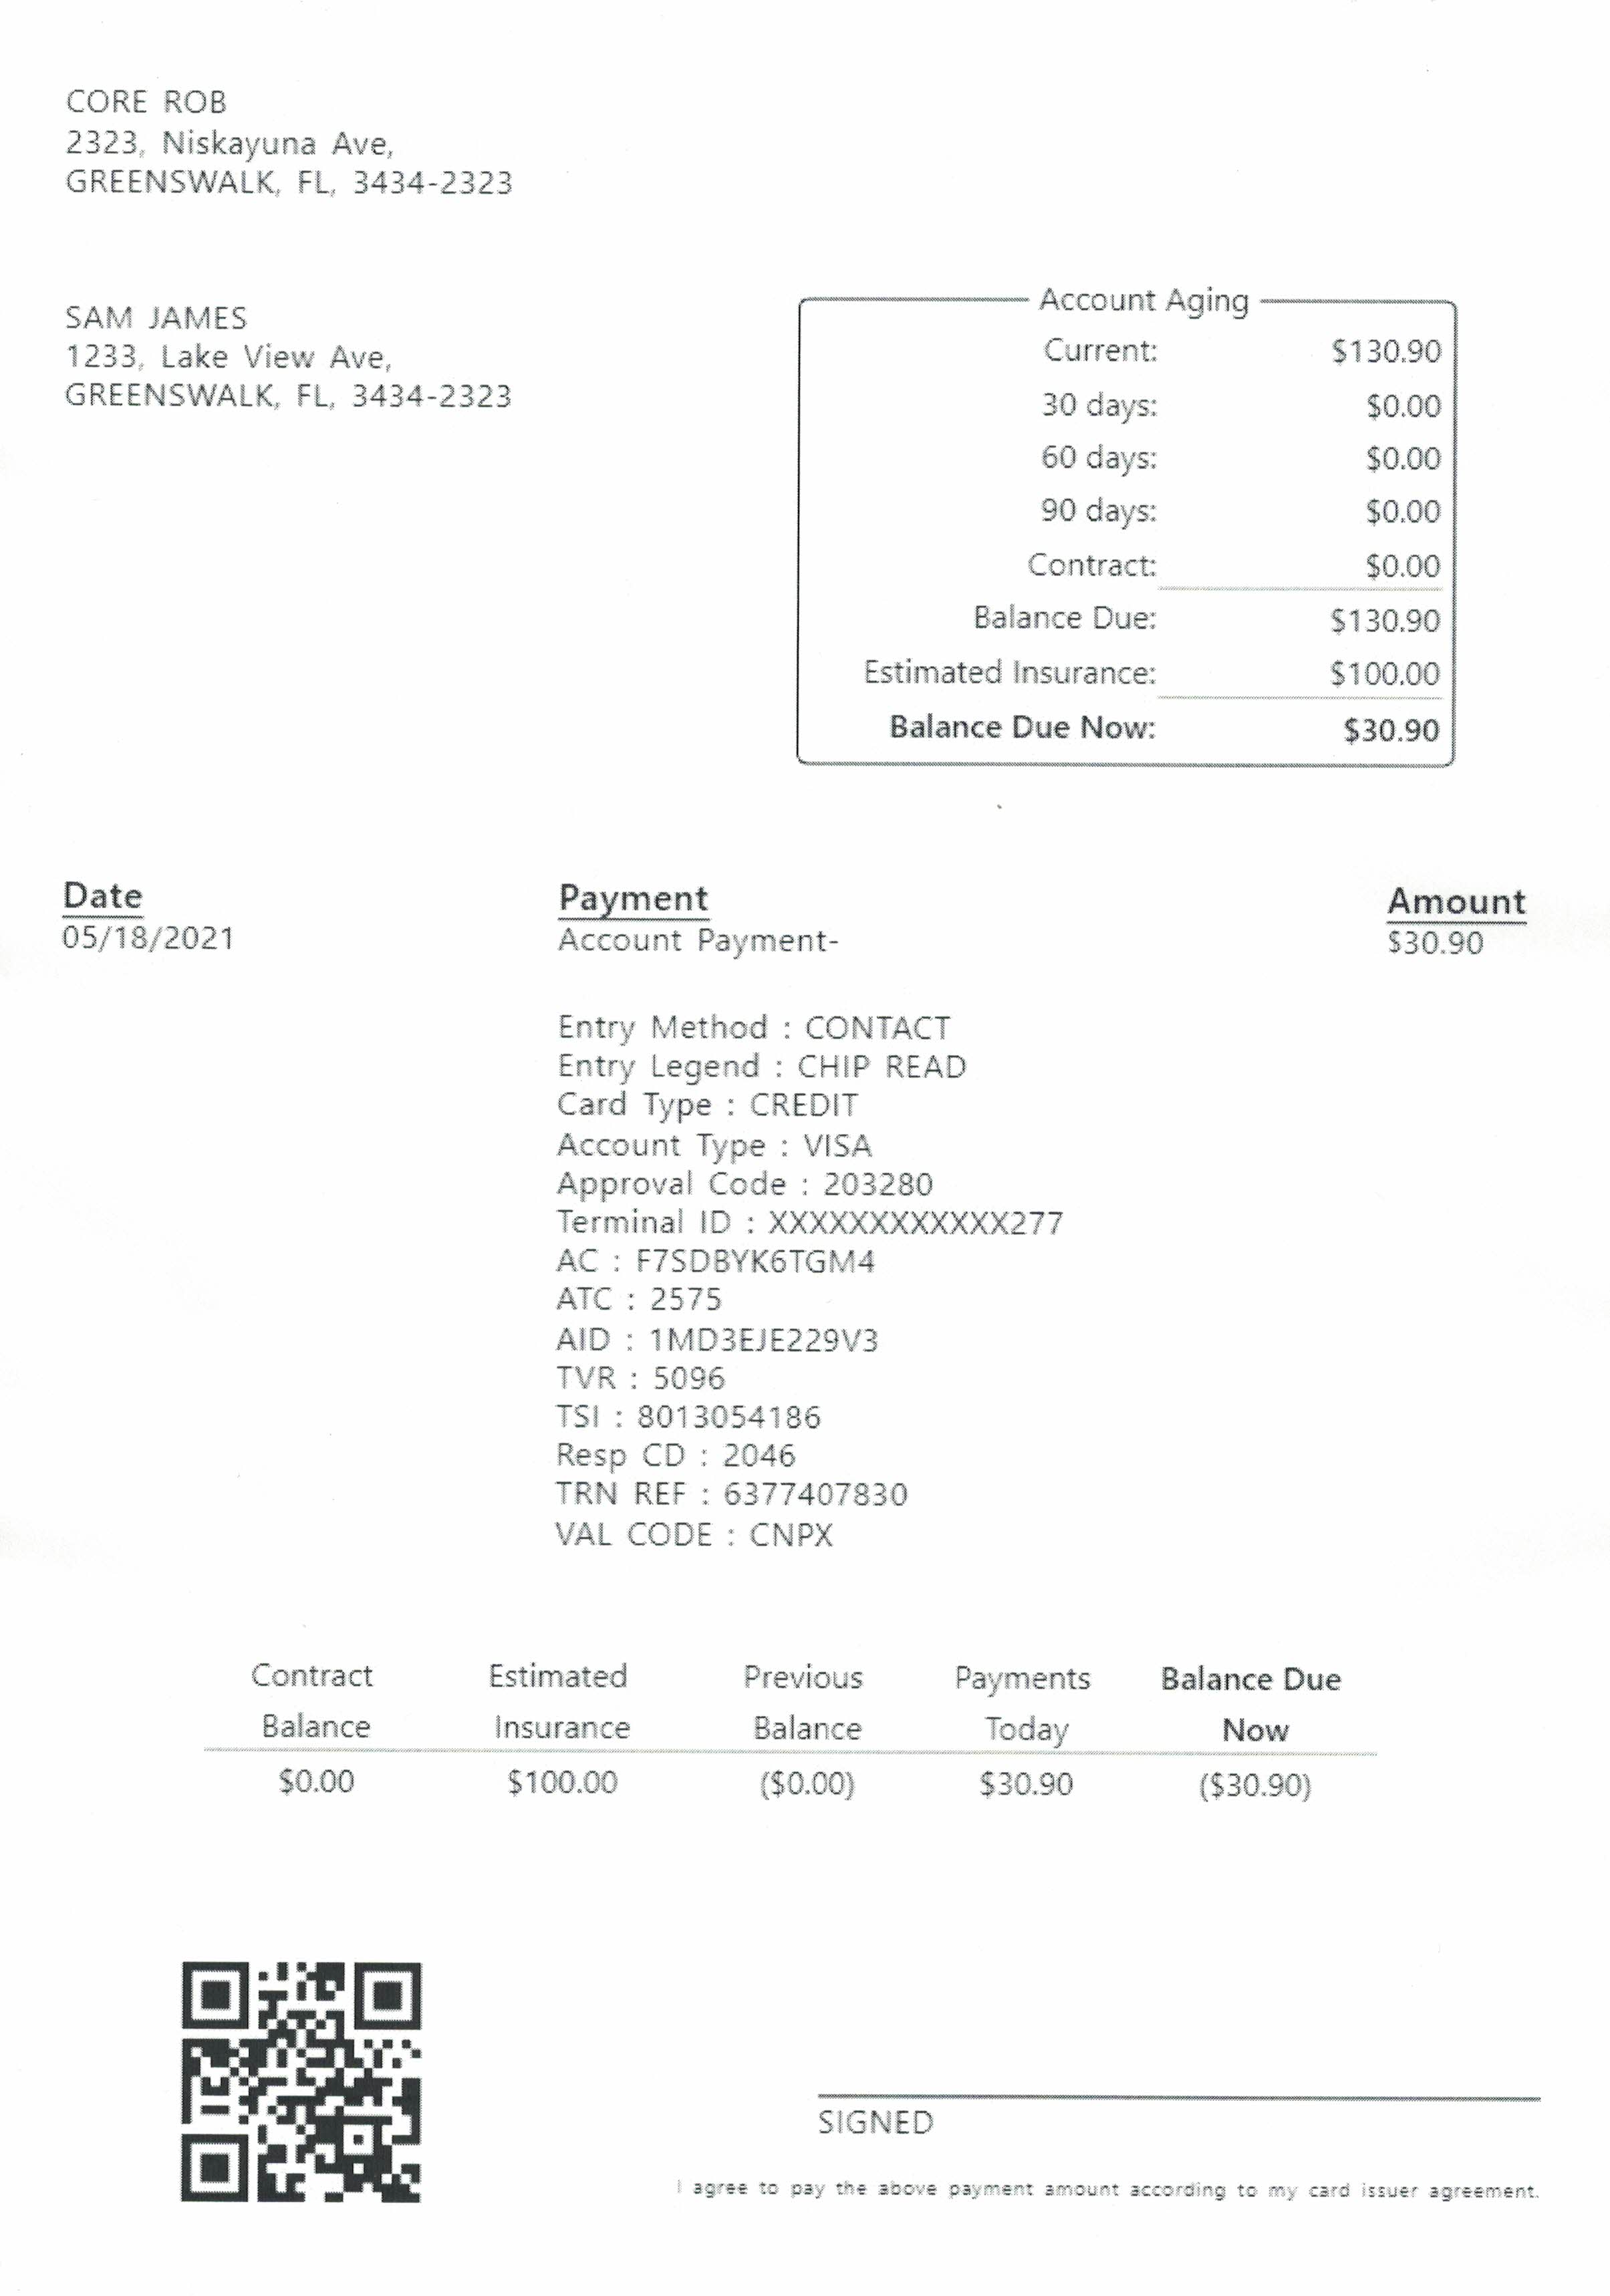 CORE ROB
2323, Niskayuna Ave,
GREENSWALK, FL, 3434-2323
SAM JAMES
1233, Lake View Ave,
GREENSWALK, FL, 3434-2323
Account Aging
Current: $130.90
30 days: $0.00
60 days: $0.00
90 days: $0.00
Contract: $0.00
Balance Due: $130.90
Estimated Insurance: $100.00
Balance Due Now: $30.90
Date Payment Amount
05/18/2021 Account Payment- $30.90
Entry Method : CONTACT
Entry Legend : CHIP READ
Card Type : CREDIT
Account Type : VISA
Approval Code : 203280
Terminal ID : XXXXXXXXXXXX277
AC : F7SDBYK6TGM4
ATC : 2575
AID : 1MD3EJE229V3
TVR : 5096
TSI : 8013054186
Resp CD : 2046
TRN REF : 6377407830
VAL CODE : CNPX
Contract Estimated Previous Payments Balance Due
Balance Insurance Balance Today Now
$0.00 $100.00 ($0.00) $30.90 ($30.90)
SIGNED
I agree to pay the above payment amount according to my card issuer agreement.